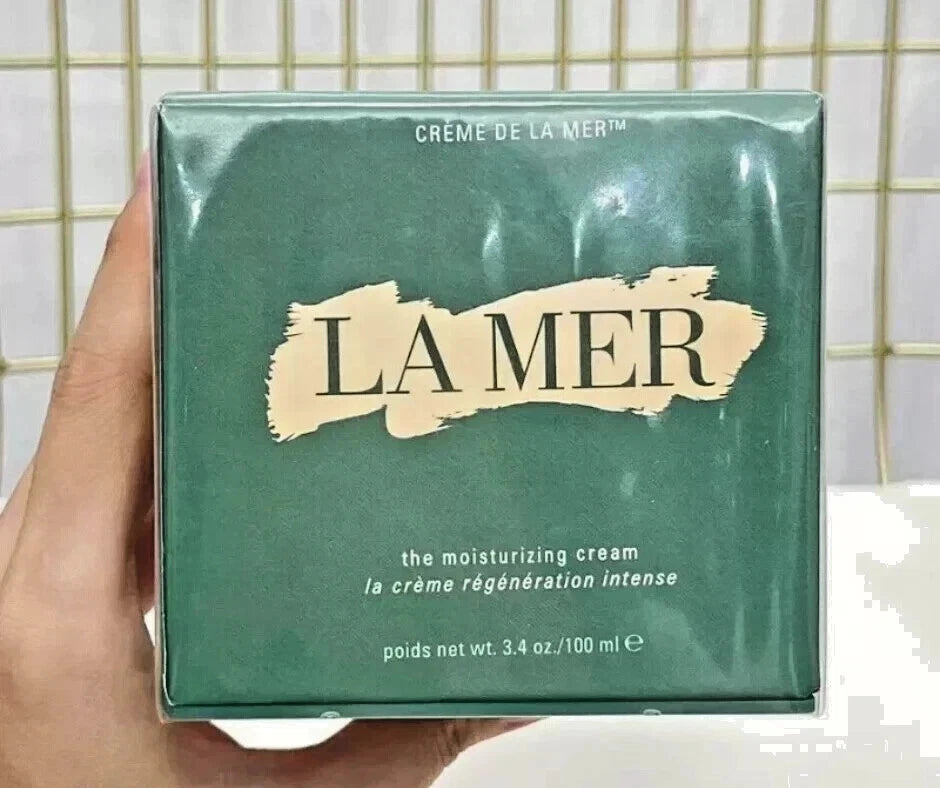 CRÈME DE LA MER™
LA MER
the moisturizing cream
la crème régénération intense
poids net wt. 3.4 oz./100 ml ℮